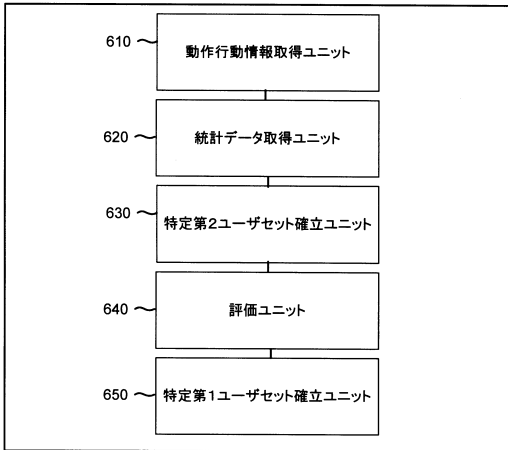 610
動作行動情報取得ユニット
620
統計データ取得ユニット
630
特定第2ユーザセット確立ユニット
640
評価ユニット
650
特定第1ユーザセット確立ユニット